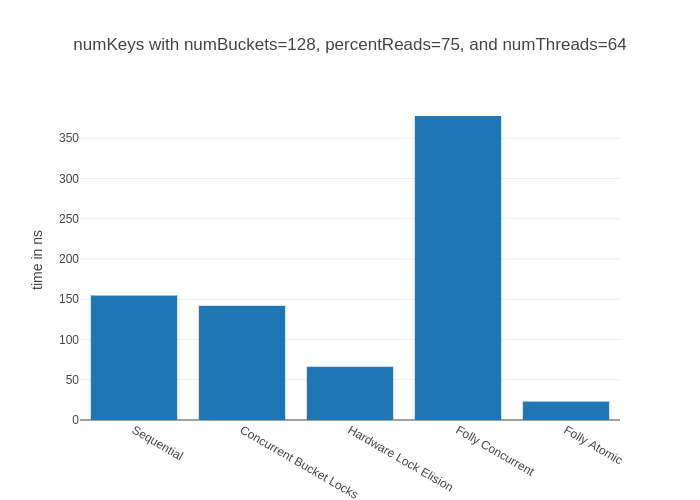 numKeys with numBuckets=128, percentReads=75, and numThreads=64
350
300
250
200
150
100
50
0
time in ns
Sequential
Concurrent Bucket Locks
Hardware Lock Elision
Folly Concurrent
Folly Atomic